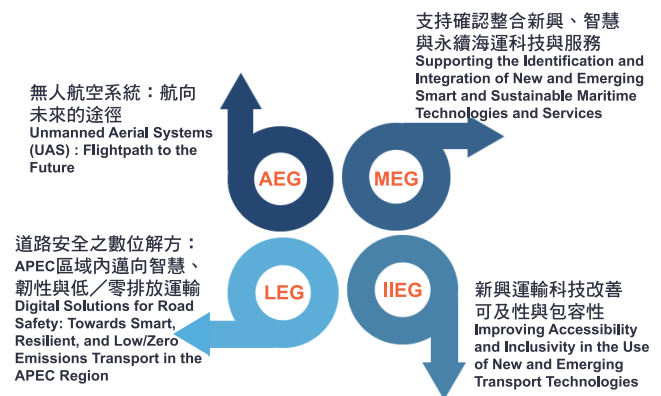 無人航空系統：航向
未來的途徑
Unmanned Aerial Systems
(UAS) : Flightpath to the
Future
AEG
支持確認整合新興、智慧
與永續海運科技與服務
Supporting the Identification and
Integration of New and Emerging
Smart and Sustainable Maritime
Technologies and Services
MEG
道路安全之數位解方：
APEC區域內邁向智慧、
韌性與低／零排放運輸
Digital Solutions for Road
Safety: Towards Smart,
Resilient, and Low/Zero
Emissions Transport in the
APEC Region
LEG
IIEG
新興運輸科技改善
可及性與包容性
Improving Accessibility
and Inclusivity in the Use
of New and Emerging
Transport Technologies